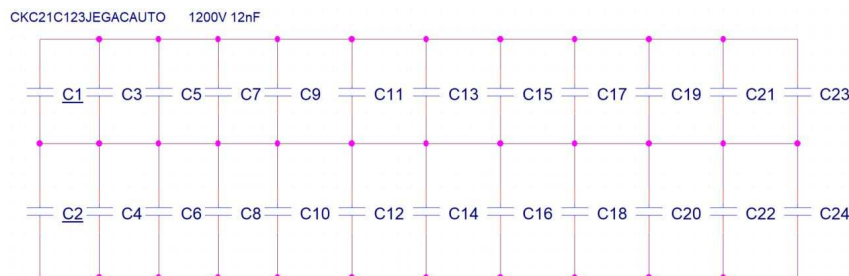 CKC21C123JEGACAUTO 1200V 12nF
C1 C3 C5 C7 C9 C11 C13 C15 C17 C19 C21 C23
C2 C4 C6 C8 C10 C12 C14 C16 C18 C20 C22 C24